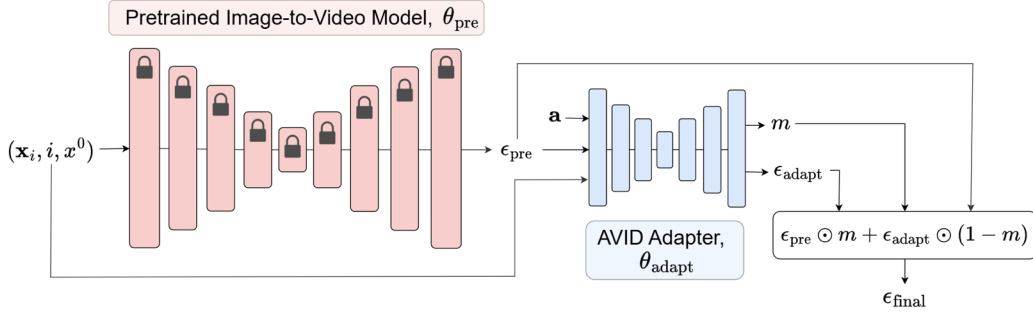 Pretrained Image-to-Video Model, θ_pre
(𝐱_i, i, x^0)
ϵ_pre
𝐚
m
ϵ_adapt
AVID Adapter,
θ_adapt
ϵ_pre ⊙ m + ϵ_adapt ⊙ (1 − m)
ϵ_final